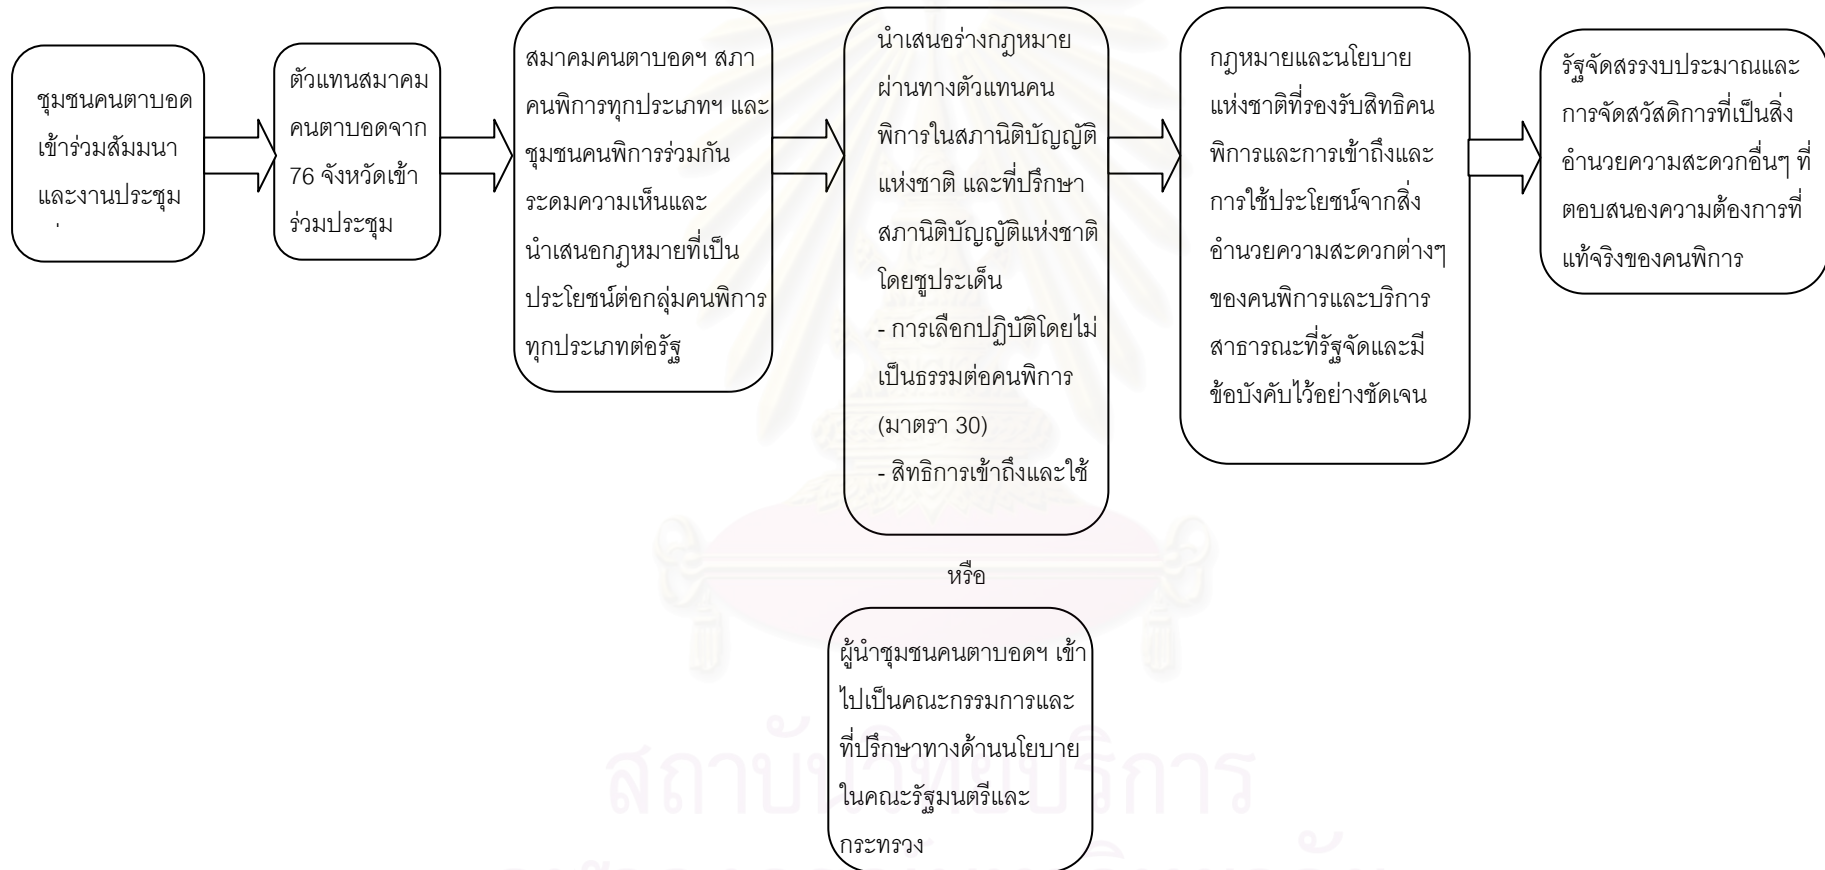 ชุมชนคนตาบอด
เข้าร่วมสัมมนา
และงานประชุม
ตัวแทนสมาคม
คนตาบอดจาก
76 จังหวัดเข้า
ร่วมประชุม
สมาคมคนตาบอดฯ สภา
คนพิการทุกประเภทฯ และ
ชุมชนคนพิการร่วมกัน
ระดมความเห็นและ
นำเสนอกฎหมายที่เป็น
ประโยชน์ต่อกลุ่มคนพิการ
ทุกประเภทต่อรัฐ
นำเสนอร่างกฎหมาย
ผ่านทางตัวแทนคน
พิการในสภานิติบัญญัติ
แห่งชาติ และที่ปรึกษา
สภานิติบัญญัติแห่งชาติ
โดยชูประเด็น
- การเลือกปฏิบัติโดยไม่
เป็นธรรมต่อคนพิการ
(มาตรา 30)
- สิทธิการเข้าถึงและใช้
หรือ
ผู้นำชุมชนคนตาบอดฯ เข้า
ไปเป็นคณะกรรมการและ
ที่ปรึกษาทางด้านนโยบาย
ในคณะรัฐมนตรีและ
กระทรวง
กฎหมายและนโยบาย
แห่งชาติที่รองรับสิทธิคน
พิการและการเข้าถึงและ
การใช้ประโยชน์จากสิ่ง
อำนวยความสะดวกต่างๆ
ของคนพิการและบริการ
สาธารณะที่รัฐจัดและมี
ข้อบังคับไว้อย่างชัดเจน
รัฐจัดสรรงบประมาณและ
การจัดสวัสดิการที่เป็นสิ่ง
อำนวยความสะดวกอื่นๆ ที่
ตอบสนองความต้องการที่
แท้จริงของคนพิการ
สถาบันวิทยบริการ